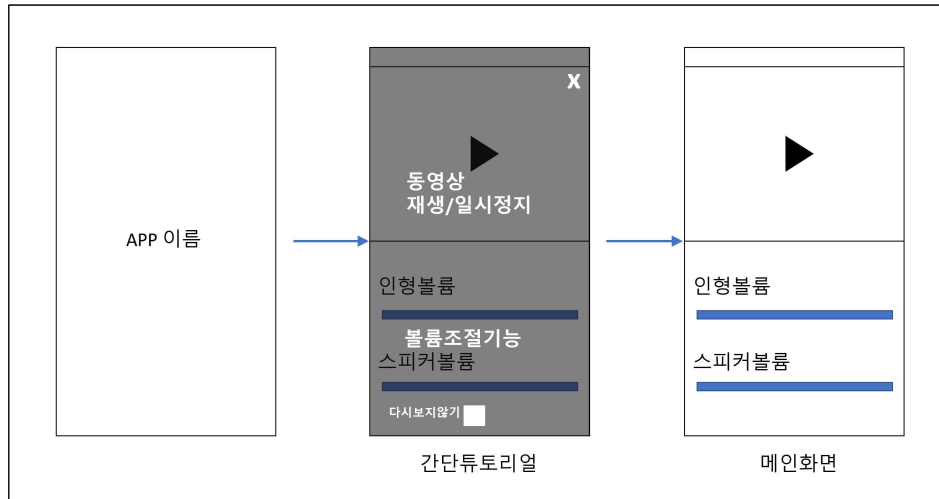 APP 이름
X
동영상
재생/일시정지
인형볼륨
볼륨조절기능
스피커볼륨
다시보지않기
간단튜토리얼
인형볼륨
스피커볼륨
메인화면